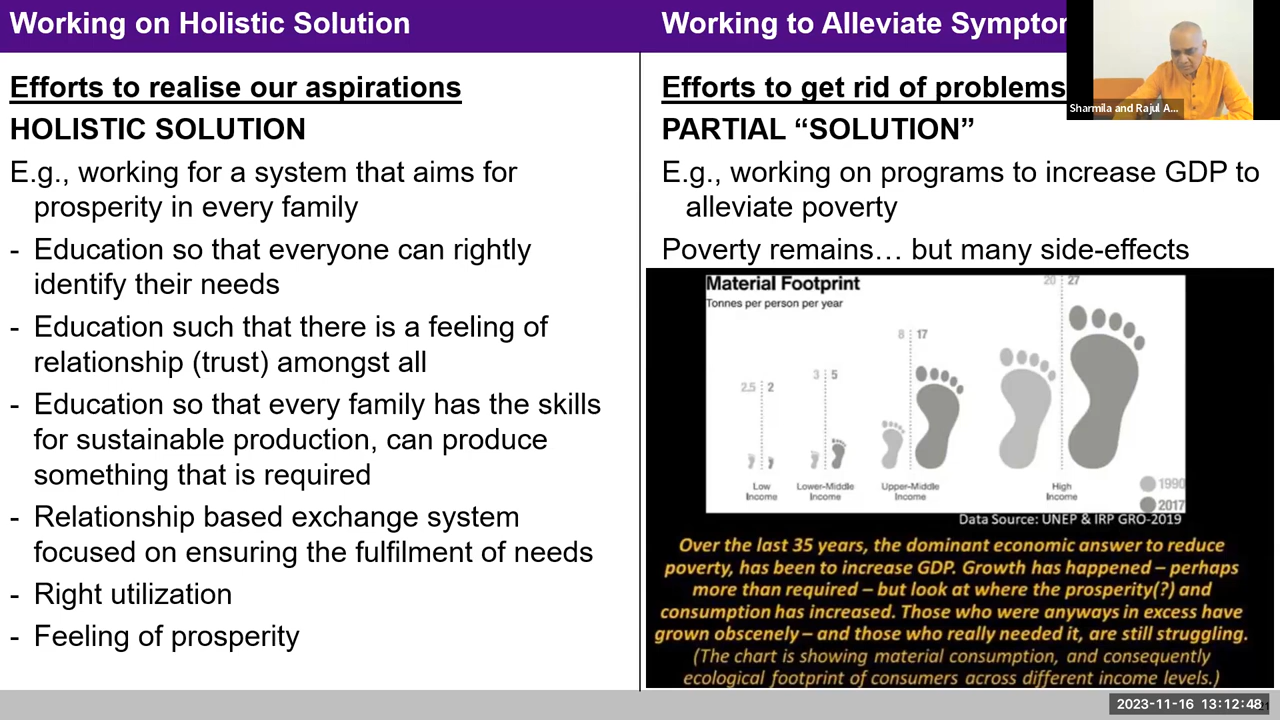 Working on Holistic Solution
Efforts to realise our aspirations
HOLISTIC SOLUTION
E.g., working for a system that aims for
prosperity in every family
- Education so that everyone can rightly
identify their needs
- Education such that there is a feeling of
relationship (trust) amongst all
- Education so that every family has the skills
for sustainable production, can produce
something that is required
- Relationship based exchange system
focused on ensuring the fulfilment of needs
- Right utilization
- Feeling of prosperity
Working to Alleviate
Efforts to get rid of problems
PARTIAL “SOLUTION”
E.g., working on programs to increase GDP to
alleviate poverty
Poverty remains… but many side-effects
Material Footprint
Tonnes per person per year
2.5 2
3 5
8 17
20 27
Low
Income
Lower-Middle
Income
Upper-Middle
Income
High
Income
1990
2017
Data Source: UNEP & IRP GRO-2019
Over the last 35 years, the dominant economic answer to reduce
poverty, has been to increase GDP. Growth has happened – perhaps
more than required – but look at where the prosperity(?) and
consumption has increased. Those who were anyways in excess have
grown obscenely – and those who really needed it, are still struggling.
(The chart is showing material consumption, and consequently
ecological footprint of consumers across different income levels.)
Sharmila and Rajul A...
2023-11-16 13:12:48